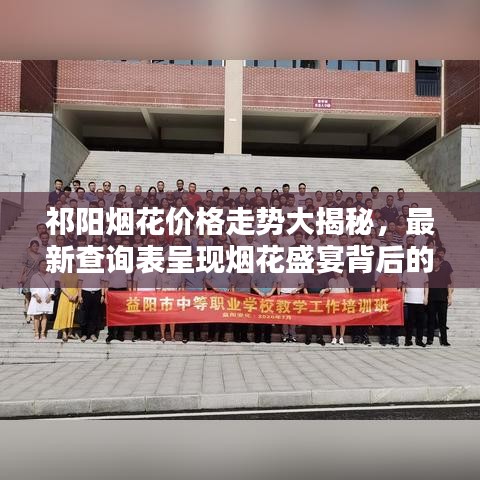 祁阳烟花价格走势大揭秘，最
新查询表呈现烟花盛宴背后的
益阳市中等职业学校教学工作培训班